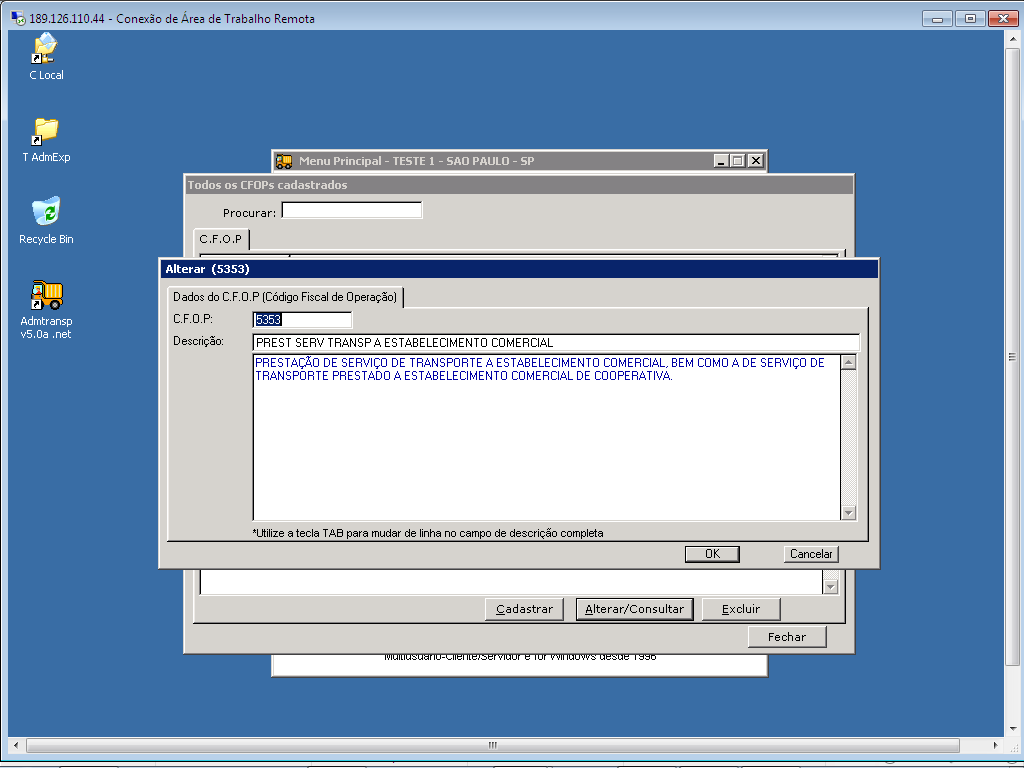 189.126.110.44 - Conexão de Área de Trabalho Remota
C Local
T AdmExp
Recycle Bin
Admtransp
v5.0a .net
Menu Principal - TESTE 1 - SAO PAULO - SP
Todos os CFOPs cadastrados
Procurar:
C.F.O.P
Alterar (5353)
Dados do C.F.O.P (Código Fiscal de Operação)
C.F.O.P: 5353
Descrição: PREST SERV TRANSP A ESTABELECIMENTO COMERCIAL
PRESTAÇÃO DE SERVIÇO DE TRANSPORTE A ESTABELECIMENTO COMERCIAL, BEM COMO A DE SERVIÇO DE
TRANSPORTE PRESTADO A ESTABELECIMENTO COMERCIAL DE COOPERATIVA.
*Utilize a tecla TAB para mudar de linha no campo de descrição completa
OK Cancelar
Cadastrar Alterar/Consultar Excluir
Fechar
Multiusuário-Cliente/Servidor e for Windows desde 1996